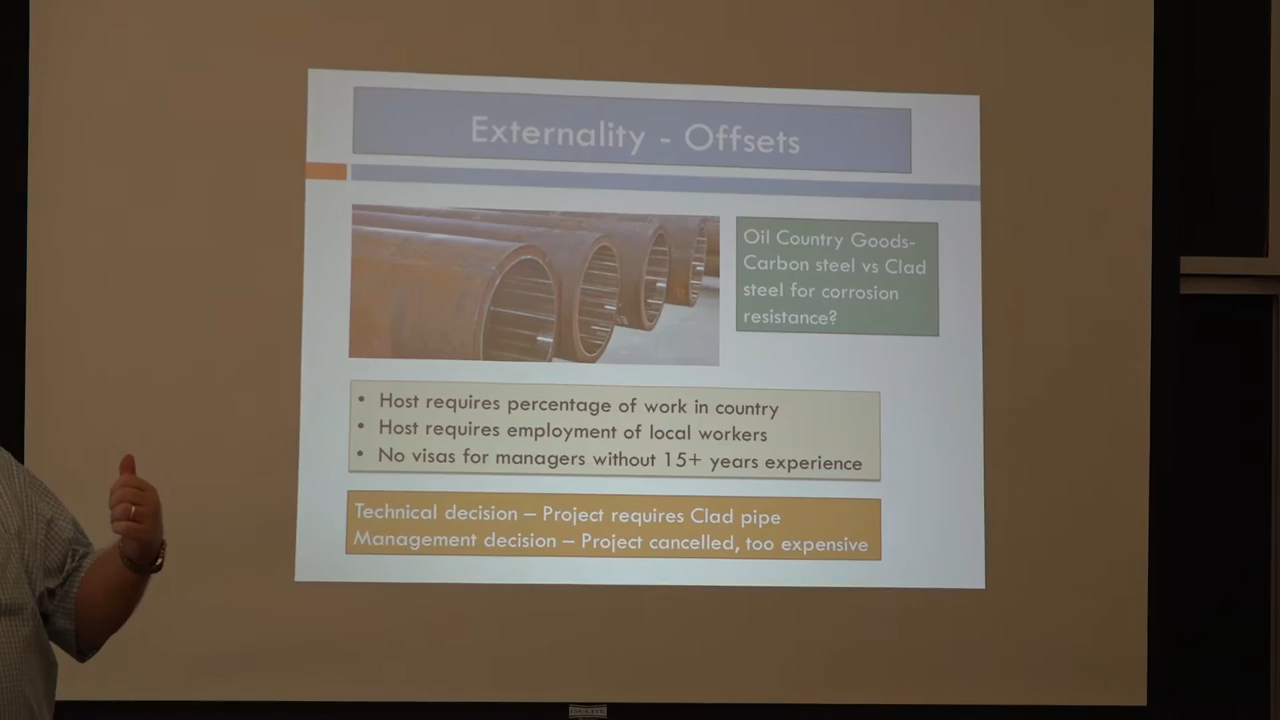 Externality - Offsets
Oil Country Goods-
Carbon steel vs Clad
steel for corrosion
resistance?
• Host requires percentage of work in country
• Host requires employment of local workers
• No visas for managers without 15+ years experience
Technical decision – Project requires Clad pipe
Management decision – Project cancelled, too expensive